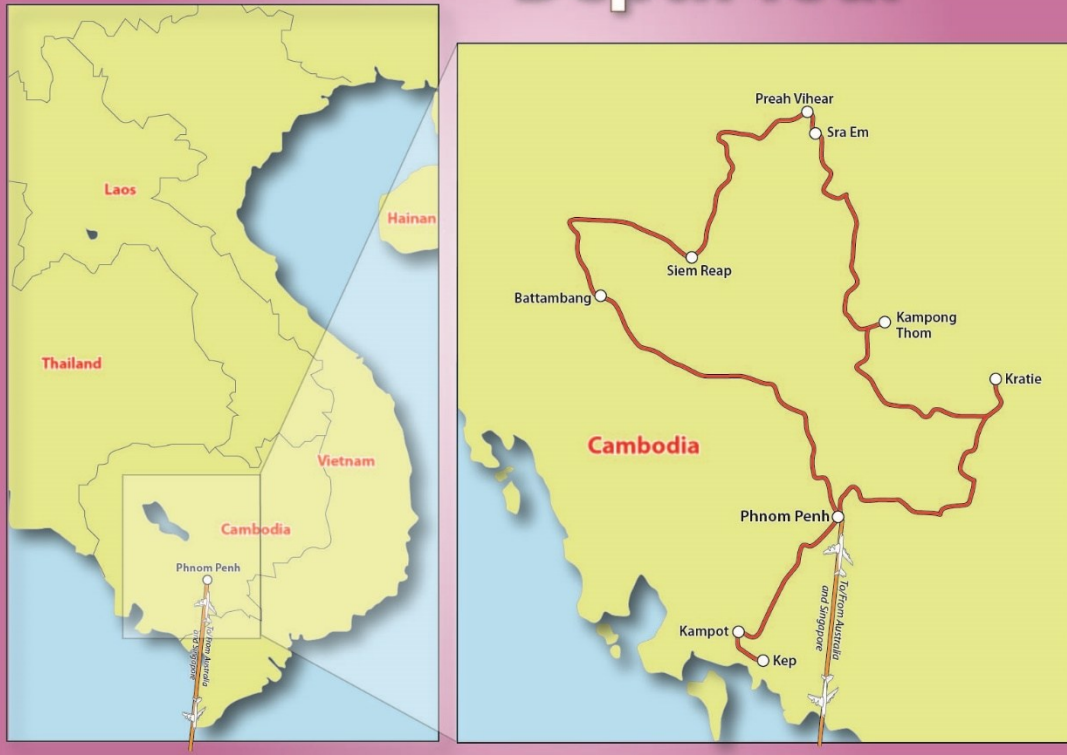 Laos
Hainan
Thailand
Vietnam
Cambodia
Phnom Penh
To/From Australia
and Singapore
Preah Vihear
Sra Em
Siem Reap
Battambang
Kampong
Thom
Kratie
Cambodia
Phnom Penh
To/From Australia
and Singapore
Kampot
Kep